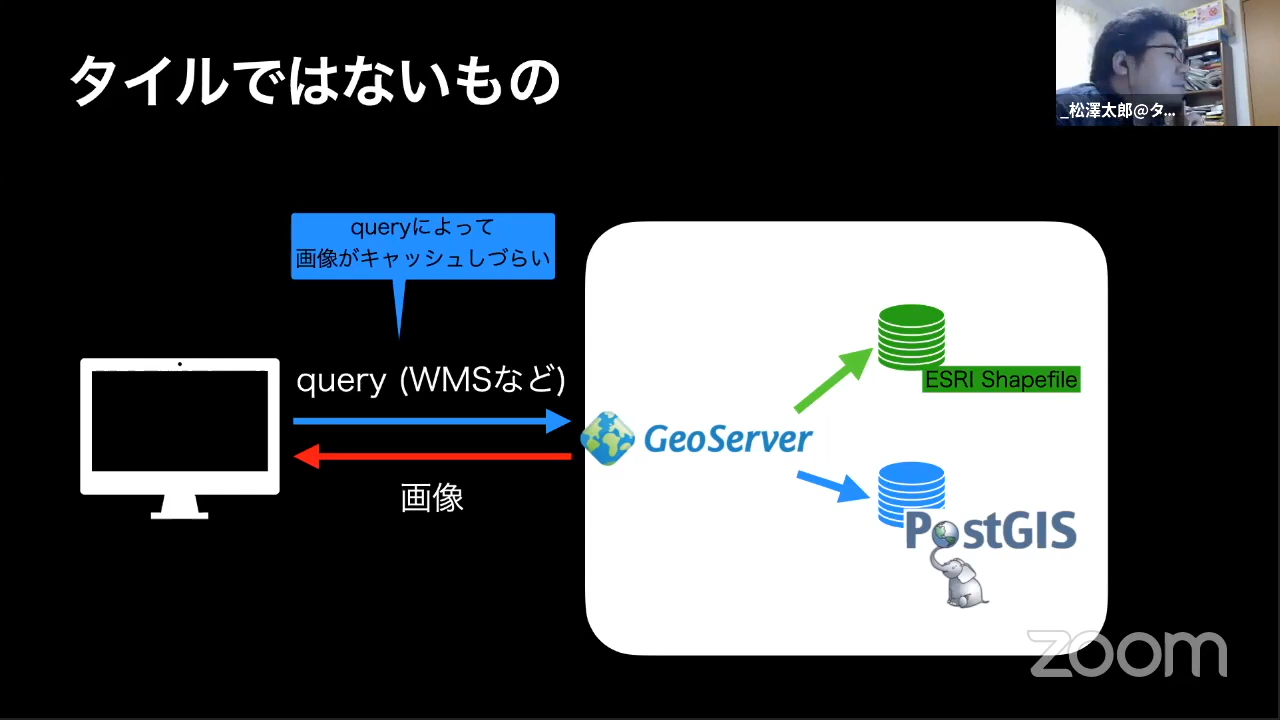 タイルではないもの
_松澤太郎@タ...
queryによって
画像がキャッシュしづらい
query (WMSなど)
画像
GeoServer
ESRI Shapefile
PostGIS
zoom